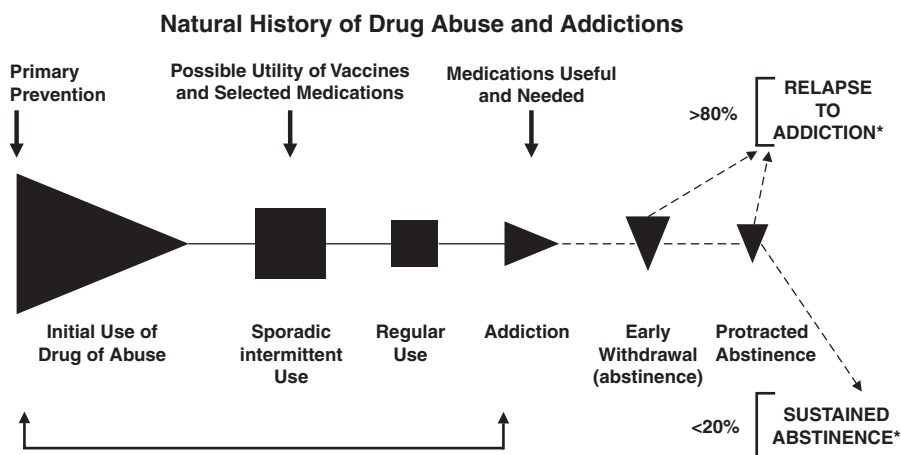 Natural History of Drug Abuse and Addictions
Primary
Prevention
Possible Utility of Vaccines
and Selected Medications
Medications Useful
and Needed
>80%
RELAPSE
TO
ADDICTION*
Initial Use of
Drug of Abuse
Sporadic
intermittent
Use
Regular
Use
Addiction
Early
Withdrawal
(abstinence)
Protracted
Abstinence
<20%
SUSTAINED
ABSTINENCE*